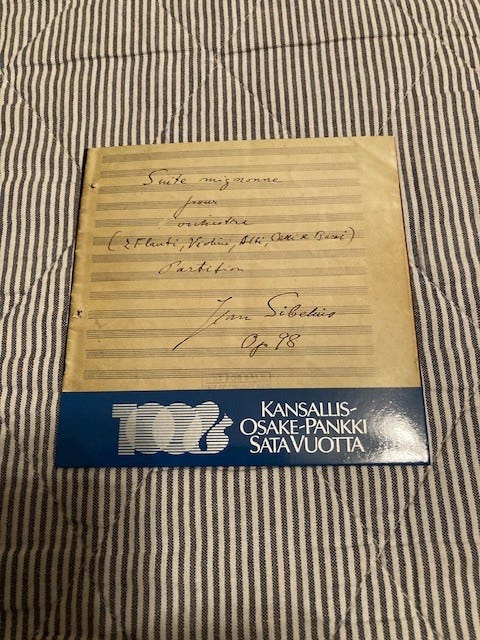 Suite mignonne
pour
orchestre
(2 Flauti, Violini, Alti, Celli & Bassi)
Partition
Jean Sibelius
Op 98
100
KANSALLIS-
OSAKE-PANKKI
SATA VUOTTA